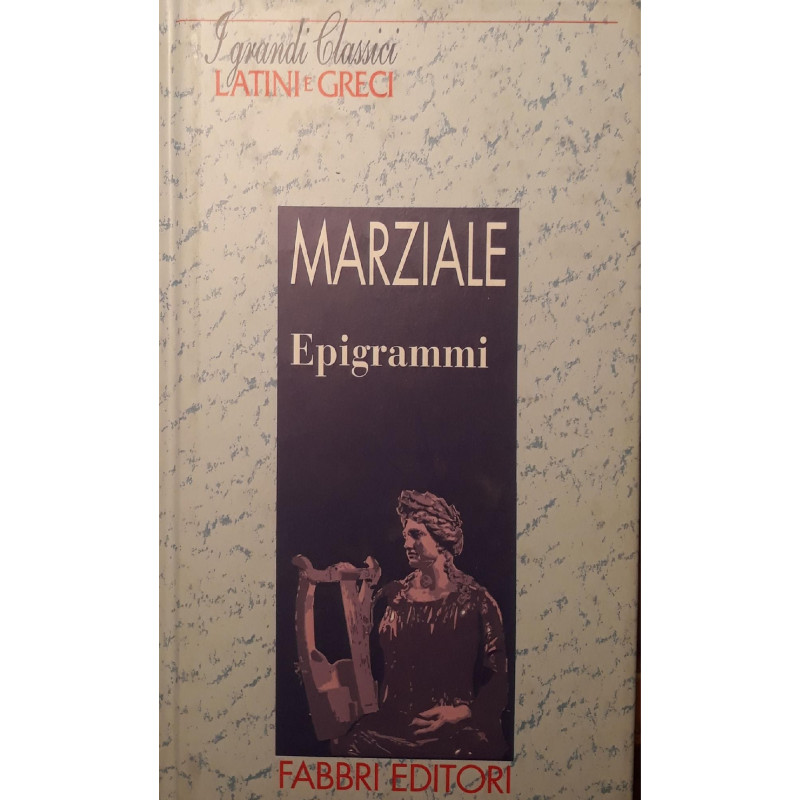 I grandi Classici
LATINI E GRECI
MARZIALE
Epigrammi
FABBRI EDITORI